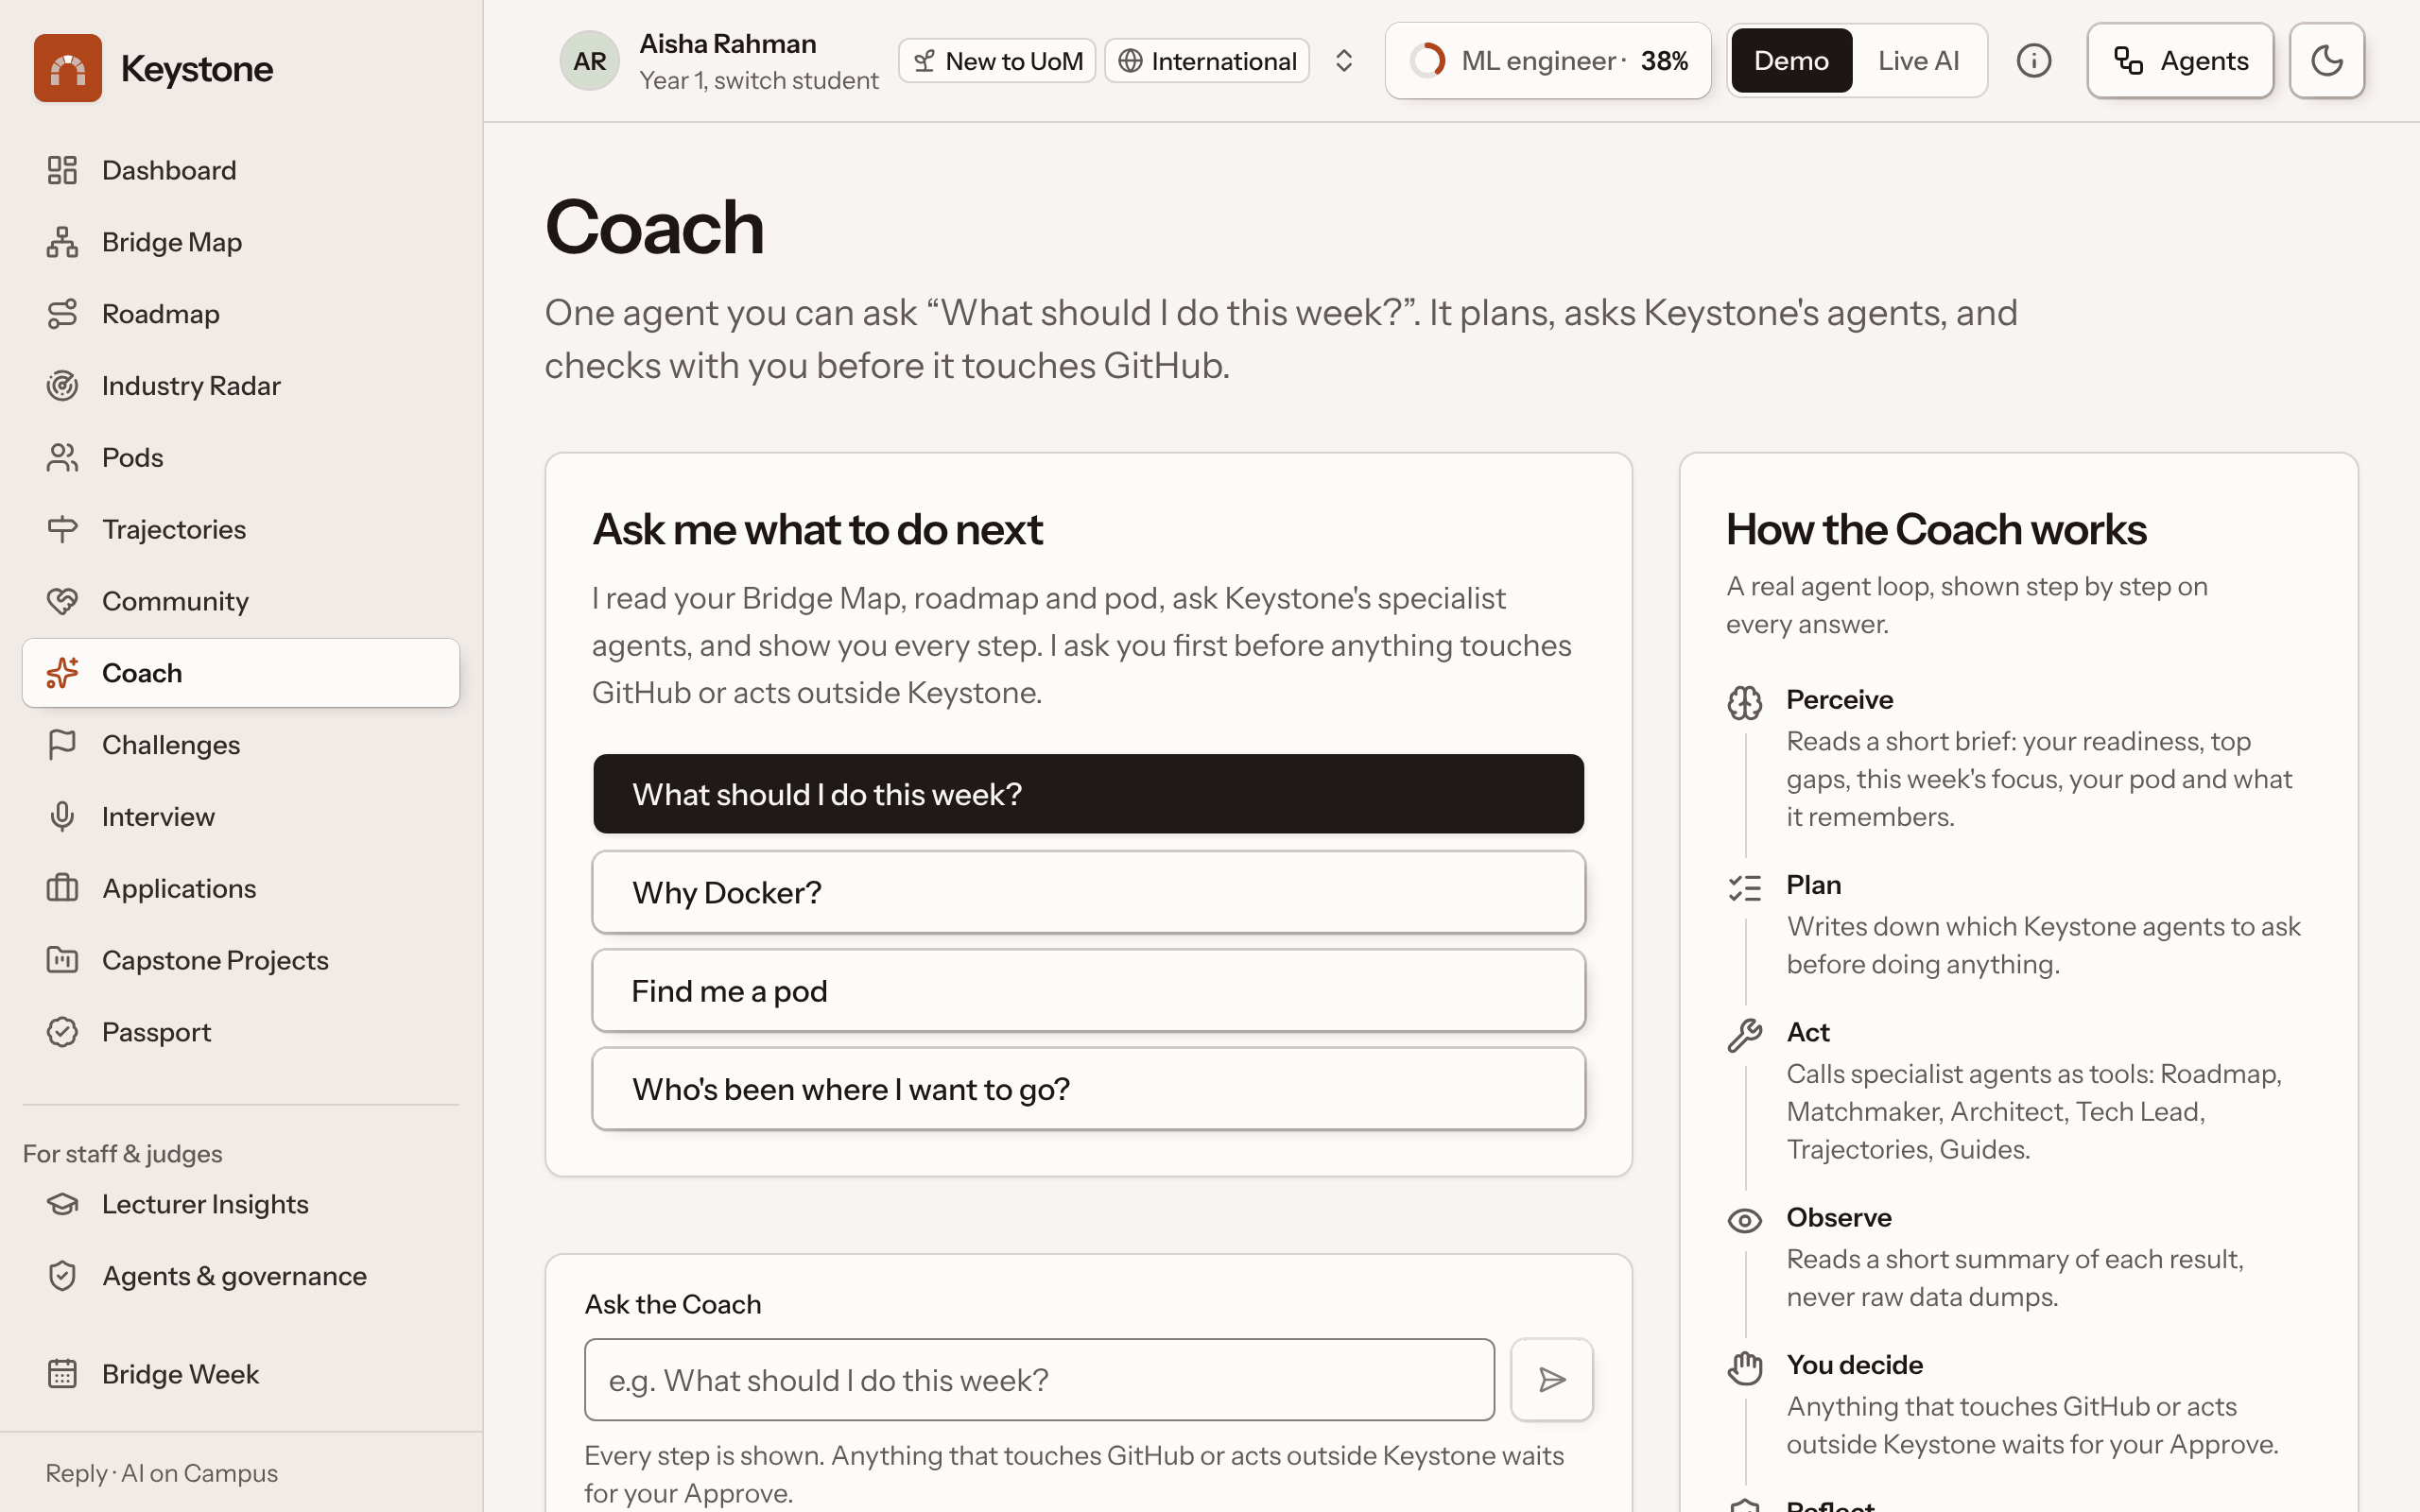 Keystone
Dashboard
Bridge Map
Roadmap
Industry Radar
Pods
Trajectories
Community
Coach
Challenges
Interview
Applications
Capstone Projects
Passport
For staff & judges
Lecturer Insights
Agents & governance
Bridge Week
Reply · AI on Campus
AR
Aisha Rahman
Year 1, switch student
New to UoM
International
ML engineer · 38%
Demo
Live AI
Agents
Coach
One agent you can ask “What should I do this week?”. It plans, asks Keystone's agents, and
checks with you before it touches GitHub.
Ask me what to do next
I read your Bridge Map, roadmap and pod, ask Keystone's specialist
agents, and show you every step. I ask you first before anything touches
GitHub or acts outside Keystone.
What should I do this week?
Why Docker?
Find me a pod
Who's been where I want to go?
Ask the Coach
e.g. What should I do this week?
Every step is shown. Anything that touches GitHub or acts outside Keystone waits
for your Approve.
How the Coach works
A real agent loop, shown step by step on
every answer.
Perceive
Reads a short brief: your readiness, top
gaps, this week's focus, your pod and what
it remembers.
Plan
Writes down which Keystone agents to ask
before doing anything.
Act
Calls specialist agents as tools: Roadmap,
Matchmaker, Architect, Tech Lead,
Trajectories, Guides.
Observe
Reads a short summary of each result,
never raw data dumps.
You decide
Anything that touches GitHub or acts
outside Keystone waits for your Approve.
Reflect